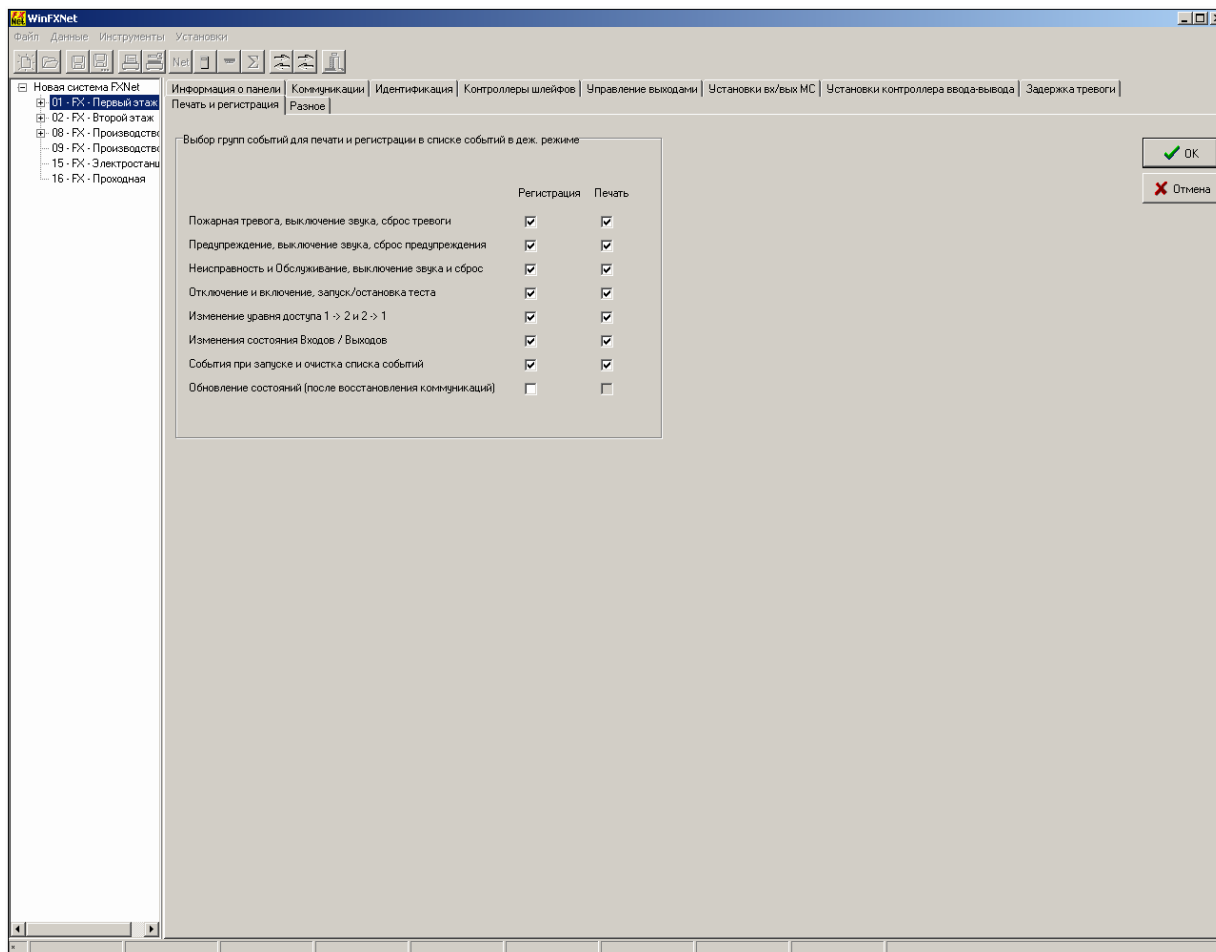 WinFXNet
Файл Данные Инструменты Установки
Net Σ
Новая система FXNet
01 - FX - Первый этаж
02 - FX - Второй этаж
08 - FX - Производство
09 - FX - Производство
15 - FX - Электростанц
16 - FX - Проходная
Информация о панели Коммуникации Идентификация Контроллеры шлейфов Управление выходами Установки вх/вых МС Установки контроллера ввода-вывода Задержка тревоги
Печать и регистрация Разное
Выбор групп событий для печати и регистрации в списке событий в деж. режиме
Регистрация Печать
Пожарная тревога, выключение звука, сброс тревоги
Предупреждение, выключение звука, сброс предупреждения
Неисправность и Обслуживание, выключение звука и сброс
Отключение и включение, запуск/остановка теста
Изменение уравня доступа 1 -> 2 и 2 -> 1
Изменения состояния Входов / Выходов
События при запуске и очистка списка событий
Обновление состояний (после восстановления коммуникаций)
OK
Отмена